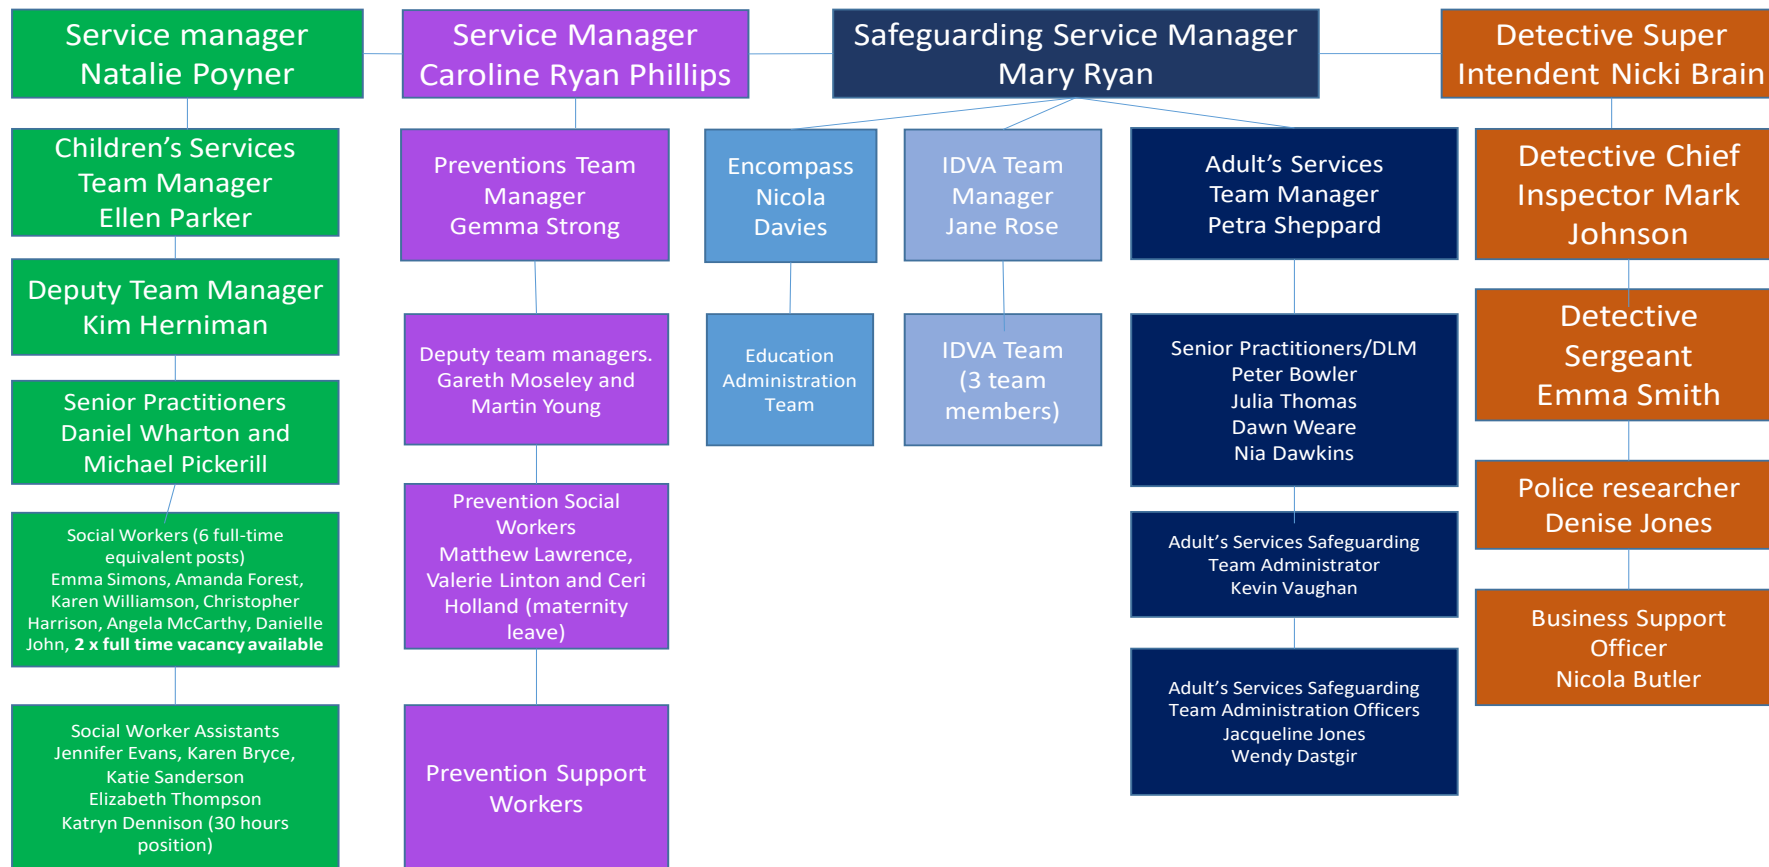 Service manager
Natalie Poyner
Service Manager
Caroline Ryan Phillips
Safeguarding Service Manager
Mary Ryan
Detective Super
Intendent Nicki Brain
Children's Services
Team Manager
Ellen Parker
Deputy Team Manager
Kim Herniman
Senior Practitioners
Daniel Wharton and
Michael Pickerill
Social Workers (6 full-time
equivalent posts)
Emma Simons, Amanda Forest,
Karen Williamson, Christopher
Harrison, Angela McCarthy, Danielle
John, 2 x full time vacancy available
Social Worker Assistants
Jennifer Evans, Karen Bryce,
Katie Sanderson
Elizabeth Thompson
Katryn Dennison (30 hours
position)
Preventions Team
Manager
Gemma Strong
Deputy team managers.
Gareth Moseley and
Martin Young
Prevention Social
Workers
Matthew Lawrence,
Valerie Linton and Ceri
Holland (maternity
leave)
Prevention Support
Workers
Encompass
Nicola
Davies
Education
Administration
Team
IDVA Team
Manager
Jane Rose
IDVA Team
(3 team
members)
Adult's Services
Team Manager
Petra Sheppard
Senior Practitioners/DLM
Peter Bowler
Julia Thomas
Dawn Weare
Nia Dawkins
Adult's Services Safeguarding
Team Administrator
Kevin Vaughan
Adult's Services Safeguarding
Team Administration Officers
Jacqueline Jones
Wendy Dastgir
Detective Chief
Inspector Mark
Johnson
Detective
Sergeant
Emma Smith
Police researcher
Denise Jones
Business Support
Officer
Nicola Butler